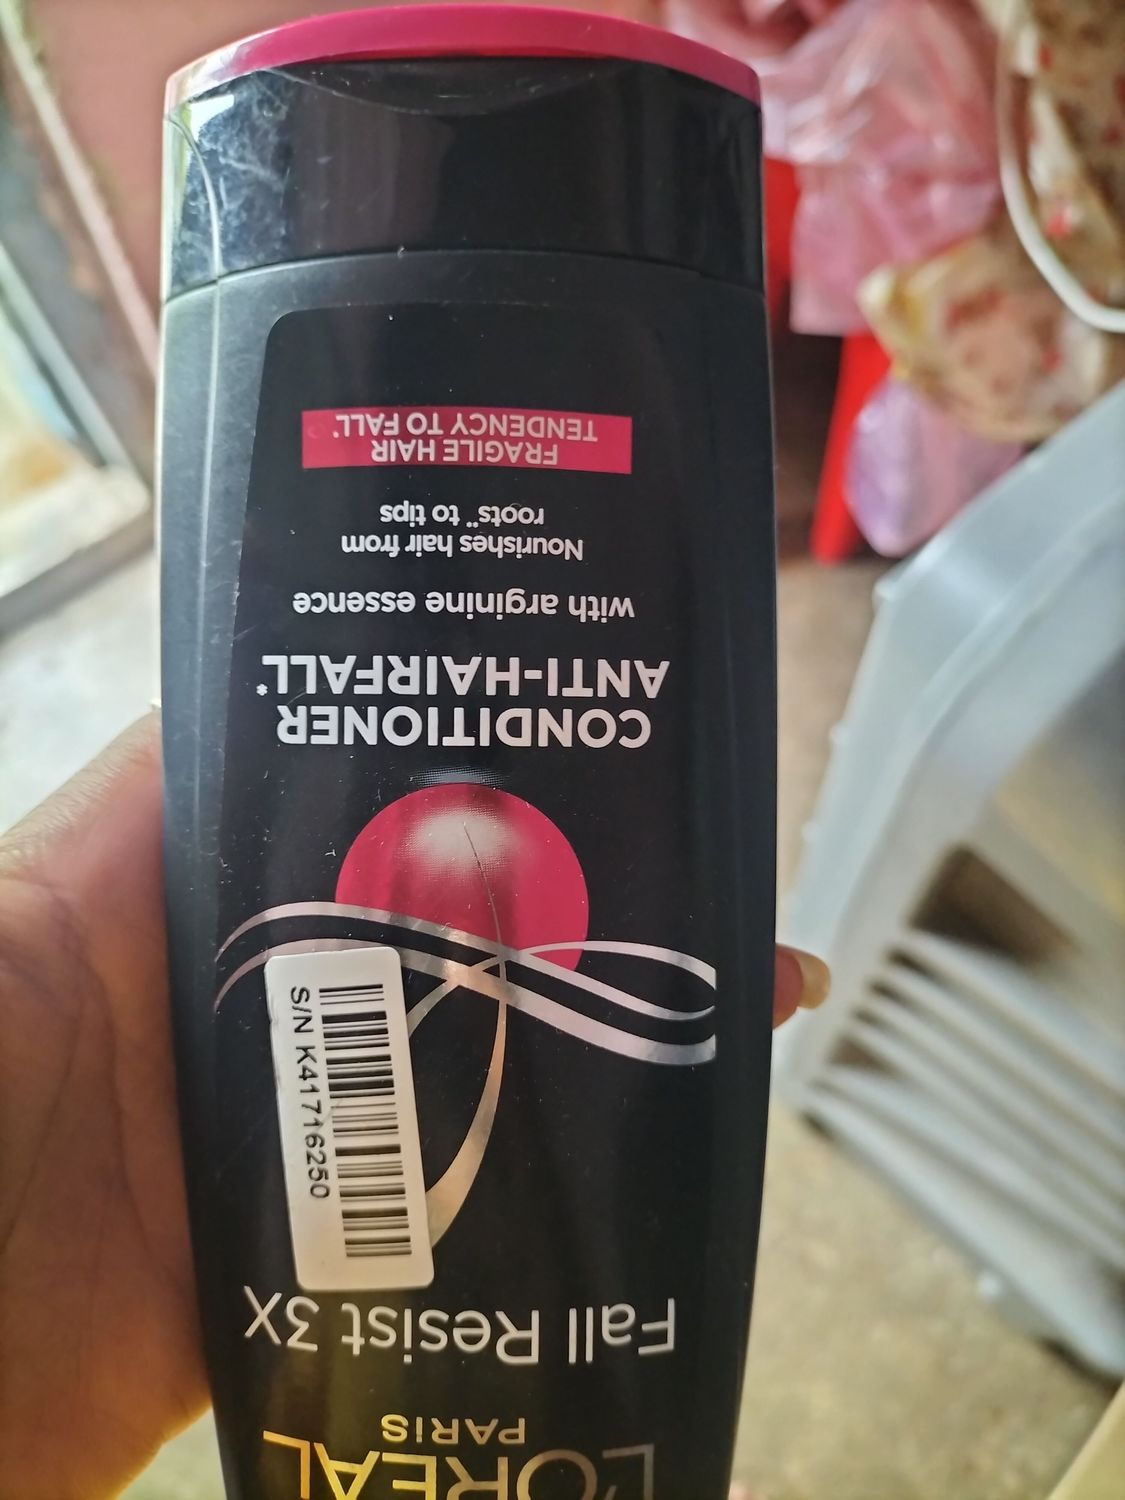 L'ORÉAL
PARIS
Fall Resist 3X
S/N K41716250
CONDITIONER
ANTI-HAIRFALL*
with arginine essence
Nourishes hair from
roots** to tips
FRAGILE HAIR
TENDENCY TO FALL*